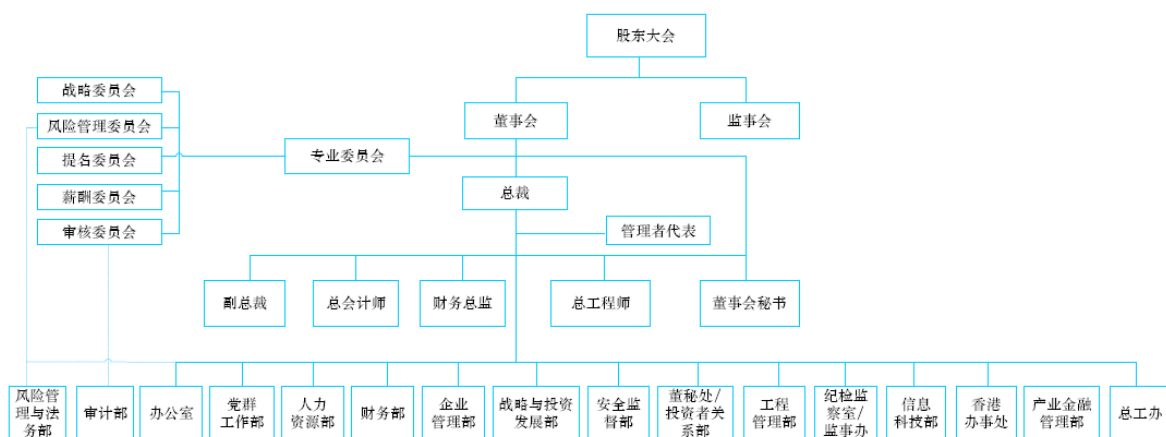 股东大会
战略委员会
风险管理委员会
提名委员会
薪酬委员会
审核委员会
专业委员会
董事会
监事会
总裁
管理者代表
副总裁
总会计师
财务总监
总工程师
董事会秘书
风险管
理与法
务部
审计部
办公室
党群
工作部
人力
资源部
财务部
企业
管理部
战略与投资
发展部
安全监
督部
董秘处/
投资者关
系部
工程
管理部
纪检监
察室/
监事办
信息
科技部
香港
办事处
产业金融
管理部
总工办